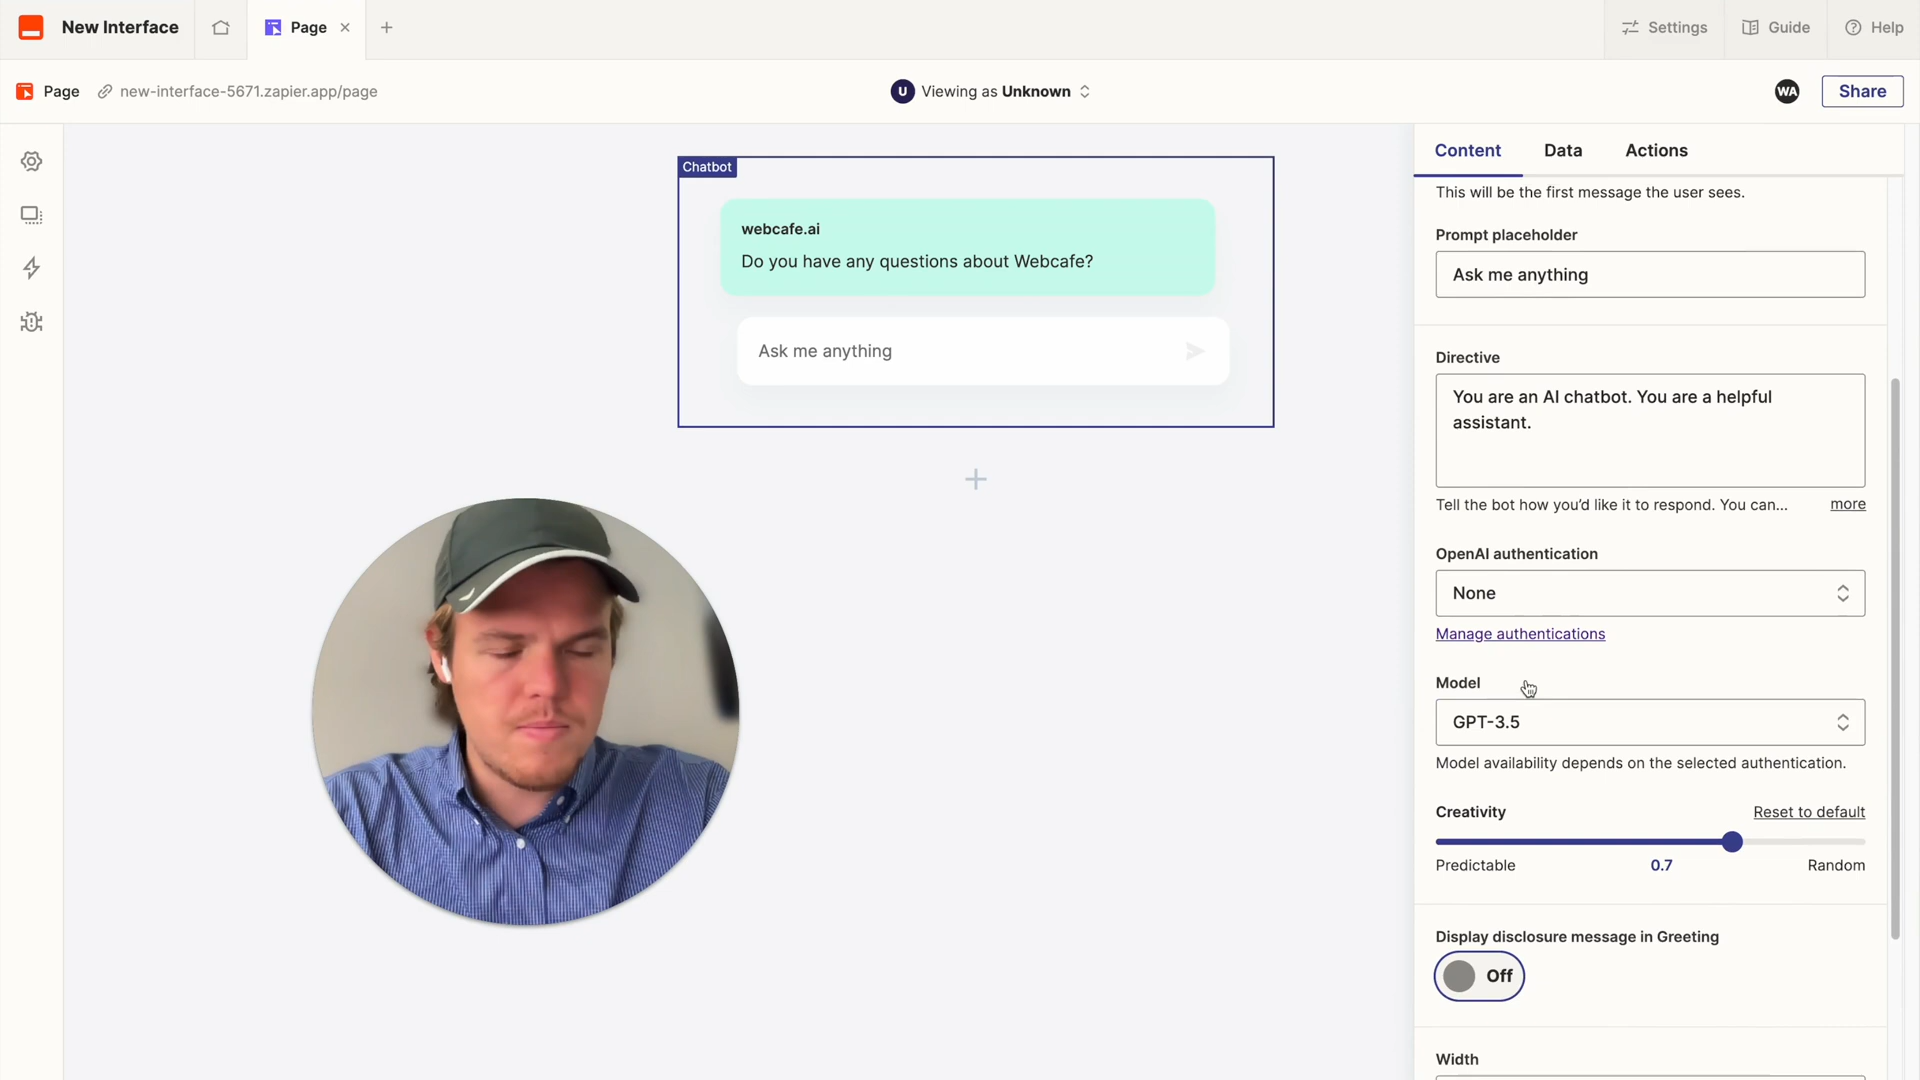 New Interface
Page
Settings
Guide
Help
Page
new-interface-5671.zapier.app/page
U
Viewing as Unknown
WA
Share
Chatbot
webcafe.ai
Do you have any questions about Webcafe?
Ask me anything
Content
Data
Actions
This will be the first message the user sees.
Prompt placeholder
Ask me anything
Directive
You are an AI chatbot. You are a helpful
assistant.
Tell the bot how you'd like it to respond. You can...
more
OpenAI authentication
None
Manage authentications
Model
GPT-3.5
Model availability depends on the selected authentication.
Creativity
Reset to default
Predictable
0.7
Random
Display disclosure message in Greeting
Off
Width